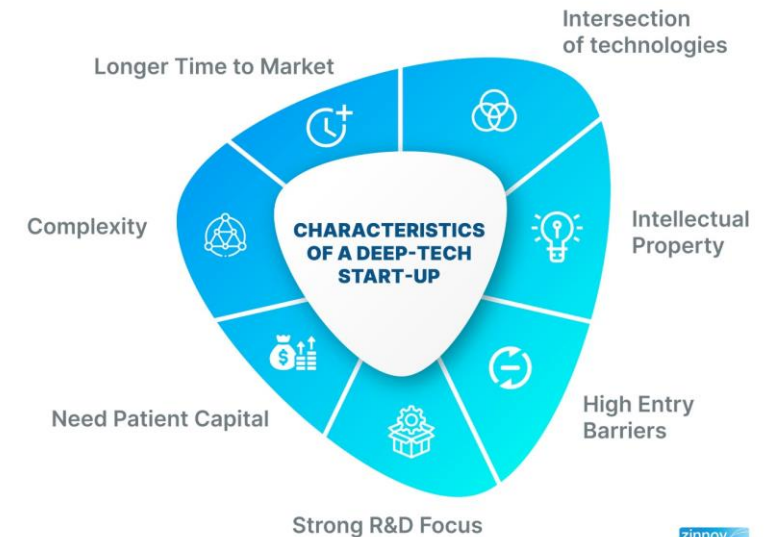 Intersection
of technologies
Longer Time to Market
Complexity
CHARACTERISTICS
OF A DEEP-TECH
START-UP
Intellectual
Property
Need Patient Capital
High Entry
Barriers
Strong R&D Focus
zinnov